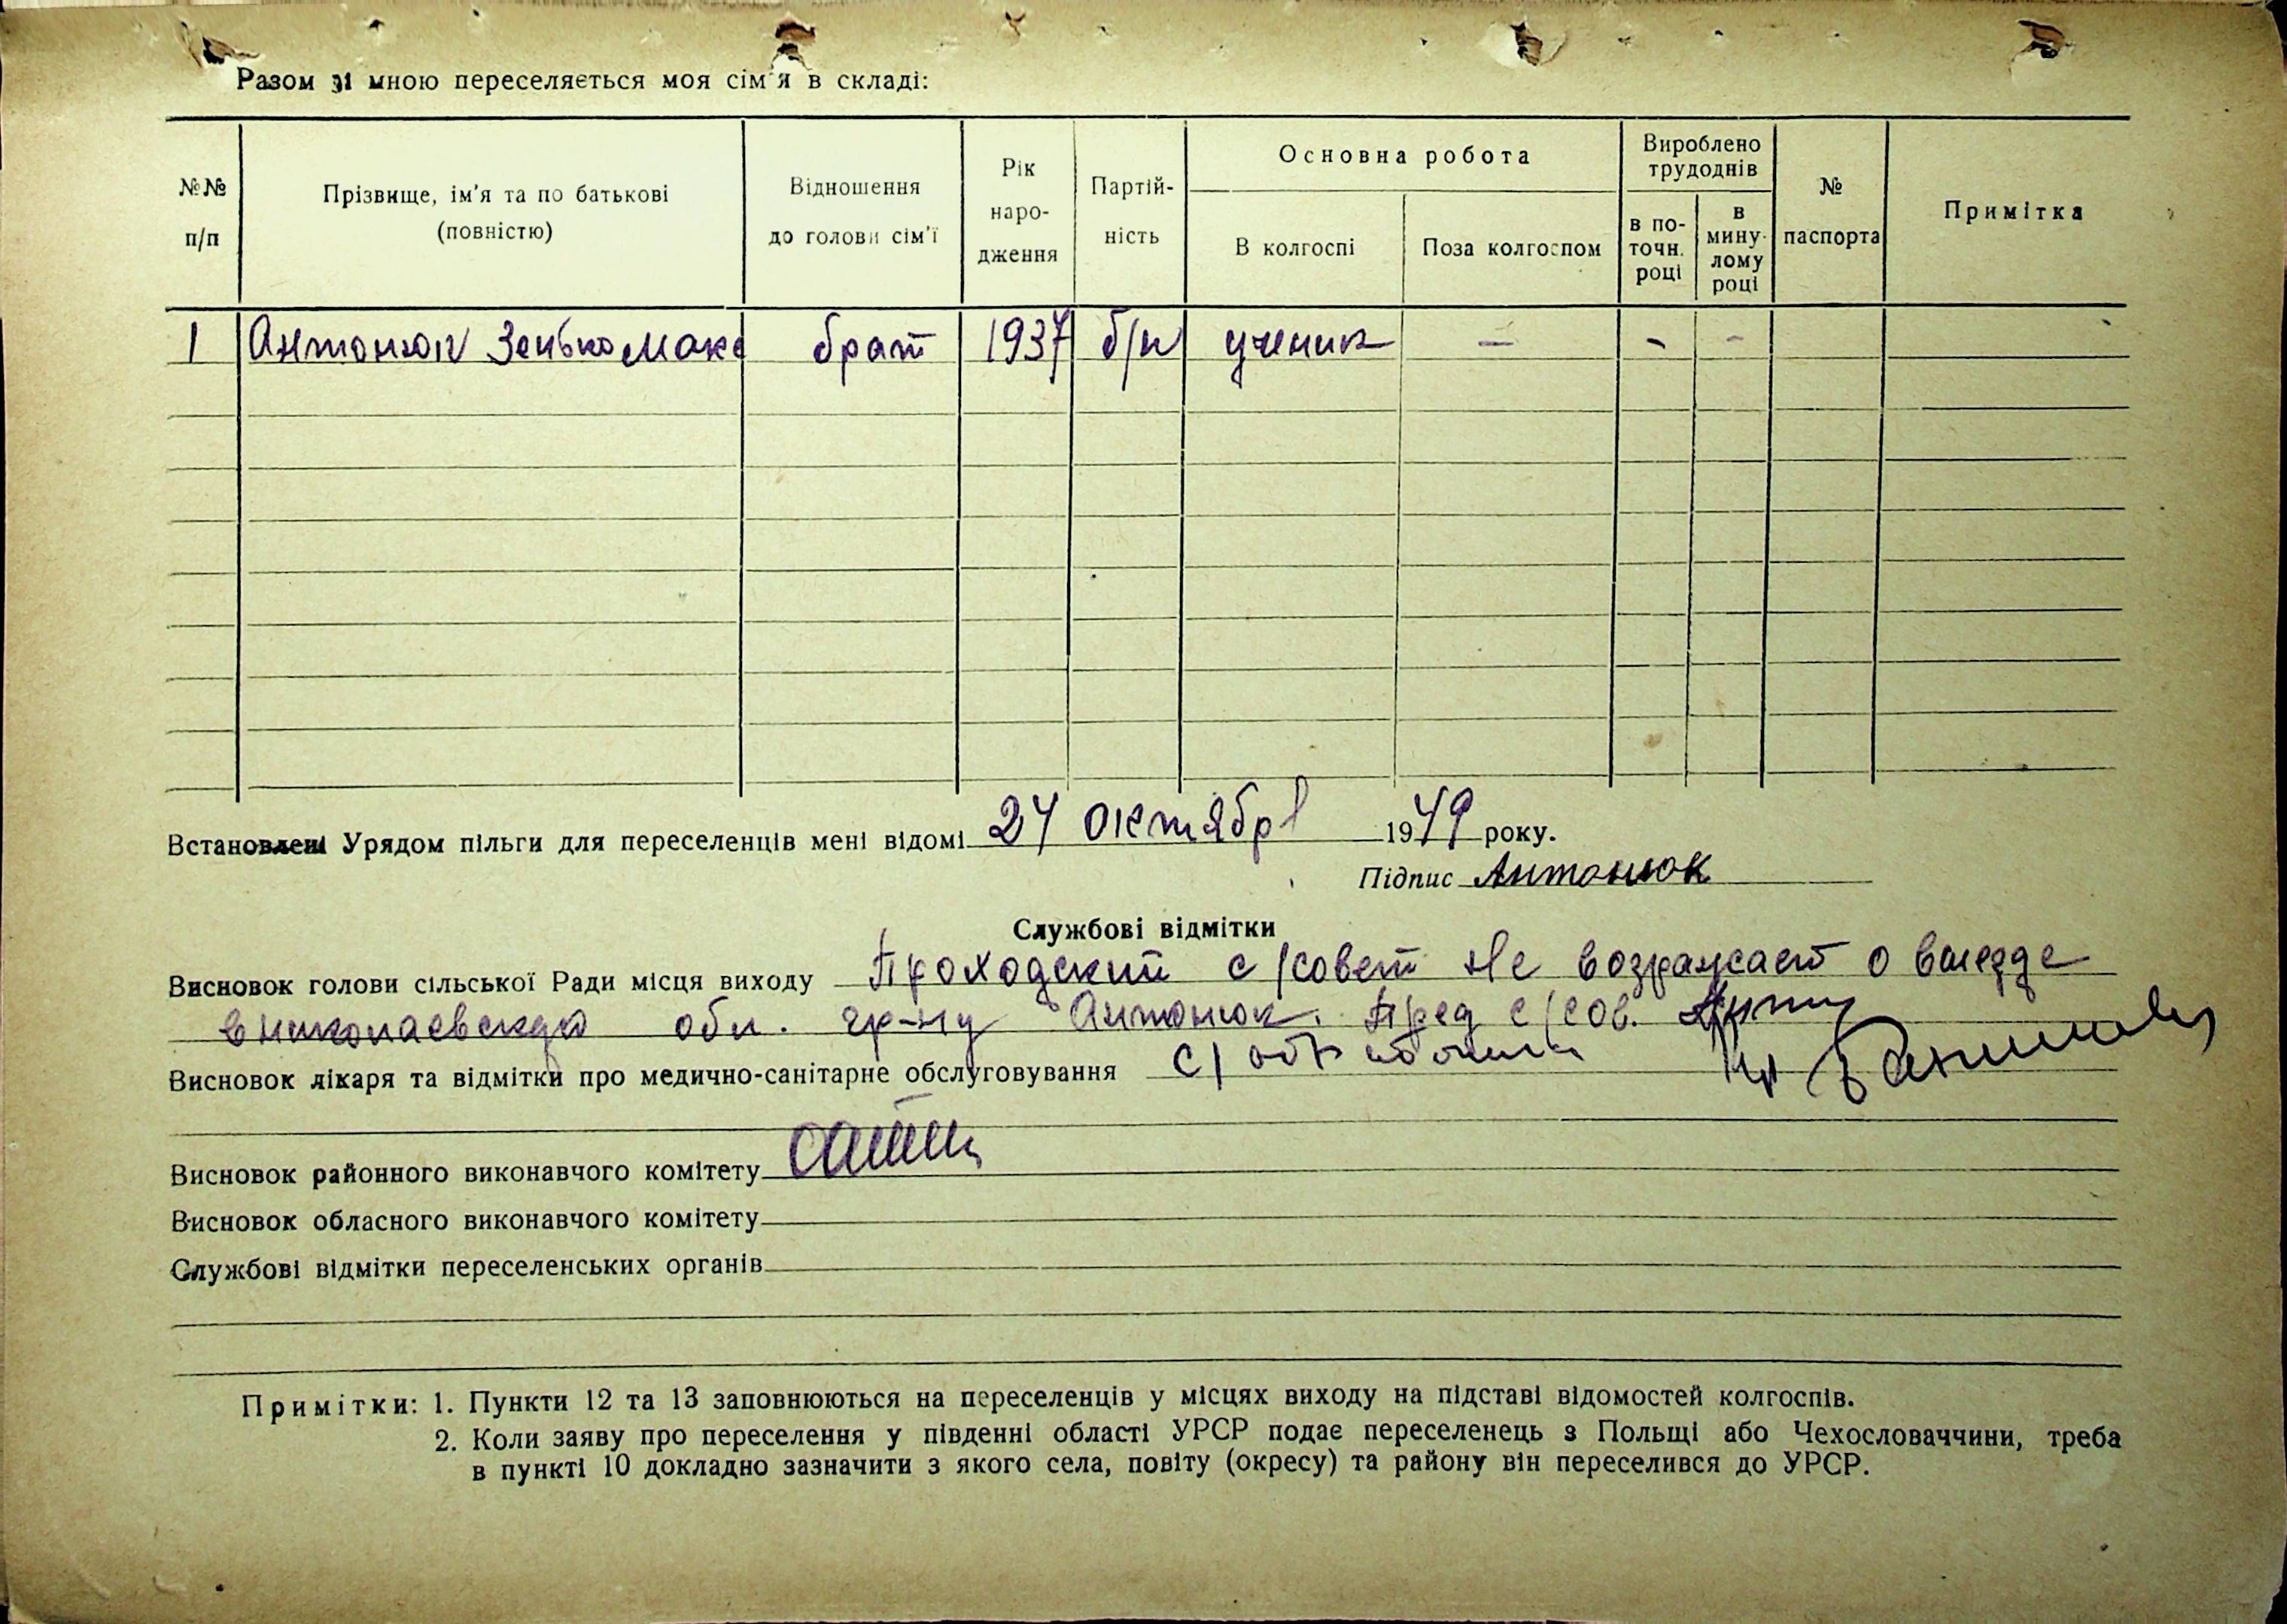 Разом зі мною переселяється моя сім'я в складі:
№№ п/п
Прізвище, ім'я та по батькові (повністю)
Відношення до голови сім'ї
Рік народження
Партійність
Основна робота
В колгоспі
Поза колгоспом
Вироблено трудоднів
в поточн. році
в минулому році
№ паспорта
Примітка
1 Антонюк Зенько Макс брат 1937 б/п ученик — - -
Встановлені Урядом пільги для переселенців мені відомі 24 октября 1949 року.
Підпис Антонюк
Службові відмітки
Висновок голови сільської Ради місця виходу Проходский с/совет не возражает о выезде
в николаевскую обл. гр-ну Антонюк. Пред с/сов.
Висновок лікаря та відмітки про медично-санітарне обслуговування
Висновок районного виконавчого комітету
Висновок обласного виконавчого комітету
Службові відмітки переселенських органів
Примітки: 1. Пункти 12 та 13 заповнюються на переселенців у місцях виходу на підставі відомостей колгоспів.
2. Коли заяву про переселення у південні області УРСР подає переселенець з Польщі або Чехословаччини, треба
в пункті 10 докладно зазначити з якого села, повіту (окресу) та району він переселився до УРСР.